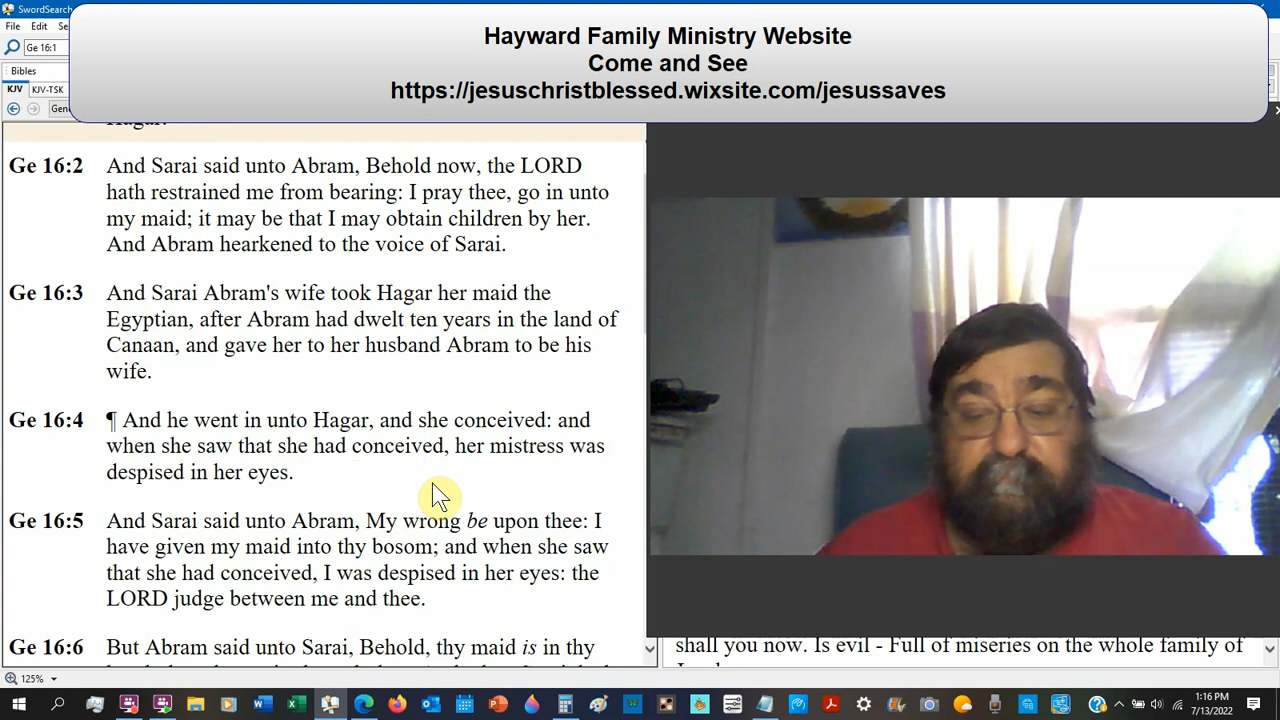 SwordSearch
Hayward Family Ministry Website
Come and See
https://jesuschristblessed.wixsite.com/jesussaves
File Edit
Ge 16:1
Bibles
KJV KJV-TSK
Hagar.
Ge 16:2 And Sarai said unto Abram, Behold now, the LORD
hath restrained me from bearing: I pray thee, go in unto
my maid; it may be that I may obtain children by her.
And Abram hearkened to the voice of Sarai.
Ge 16:3 And Sarai Abram's wife took Hagar her maid the
Egyptian, after Abram had dwelt ten years in the land of
Canaan, and gave her to her husband Abram to be his
wife.
Ge 16:4 ¶ And he went in unto Hagar, and she conceived: and
when she saw that she had conceived, her mistress was
despised in her eyes.
Ge 16:5 And Sarai said unto Abram, My wrong be upon thee: I
have given my maid into thy bosom; and when she saw
that she had conceived, I was despised in her eyes: the
LORD judge between me and thee.
Ge 16:6 But Abram said unto Sarai, Behold, thy maid is in thy
shall you now. Is evil - Full of miseries on the whole family of
125%
1:16 PM
7/13/2022